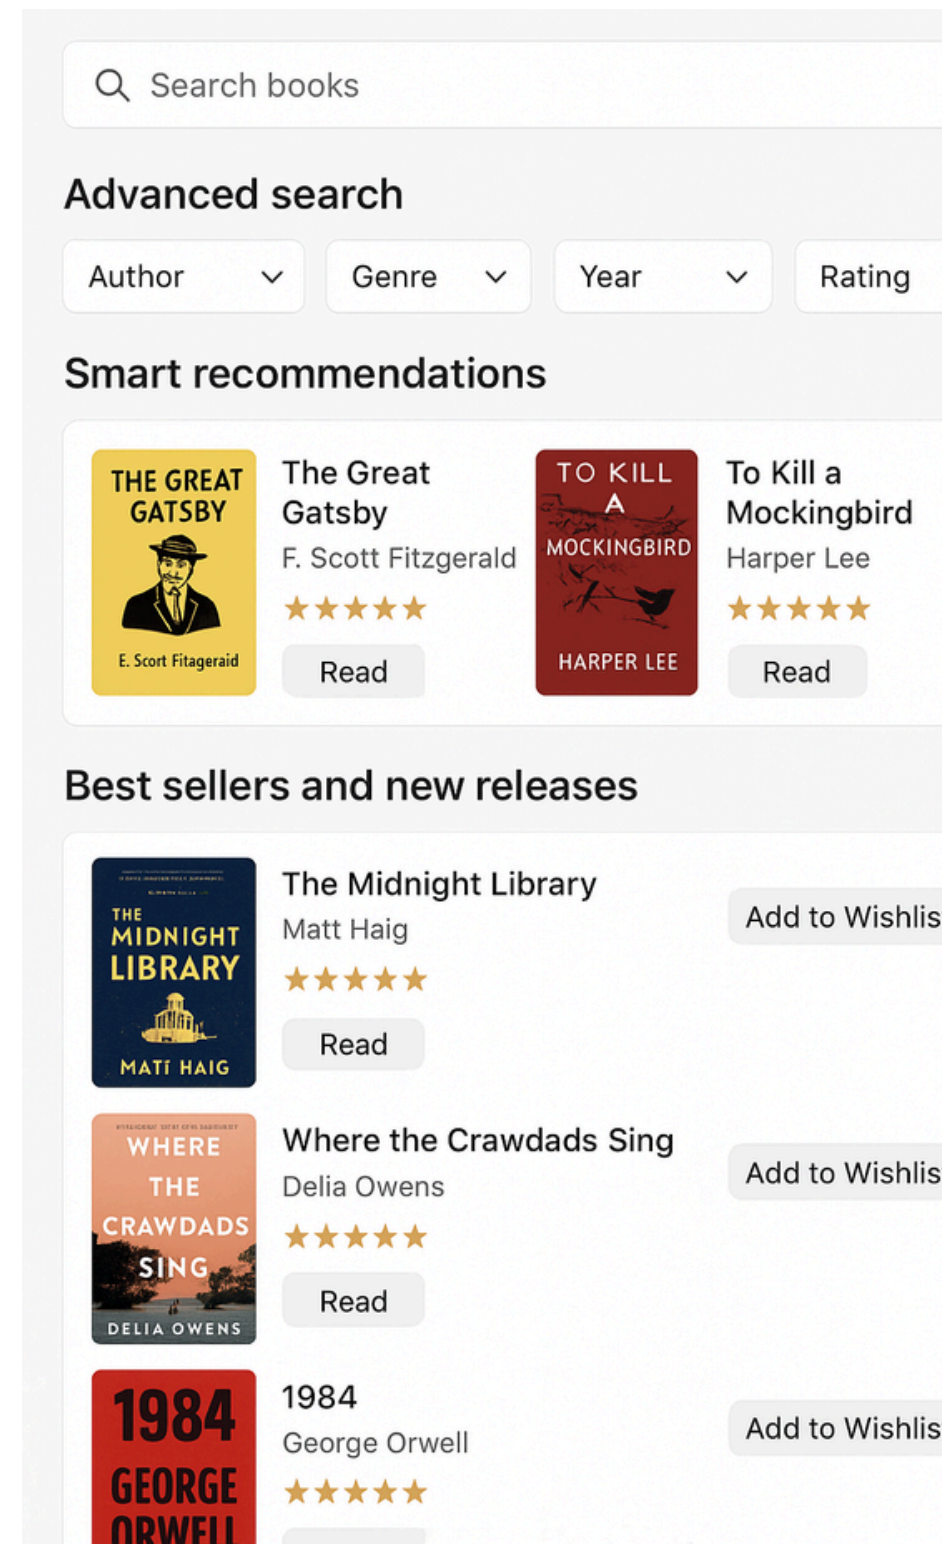 Search books
Advanced search
Author
Genre
Year
Rating
Smart recommendations
THE GREAT
GATSBY
E. Scort Fitageraid
The Great
Gatsby
F. Scott Fitzgerald
Read
TO KILL
A
MOCKINGBIRD
HARPER LEE
To Kill a
Mockingbird
Harper Lee
Read
Best sellers and new releases
THE
MIDNIGHT
LIBRARY
MATí HAIG
The Midnight Library
Matt Haig
Read
Add to Wishlis
WHERE
THE
CRAWDADS
SING
DELIA OWENS
Where the Crawdads Sing
Delia Owens
Read
Add to Wishlis
1984
GEORGE
ORWELL
1984
George Orwell
Add to Wishlis